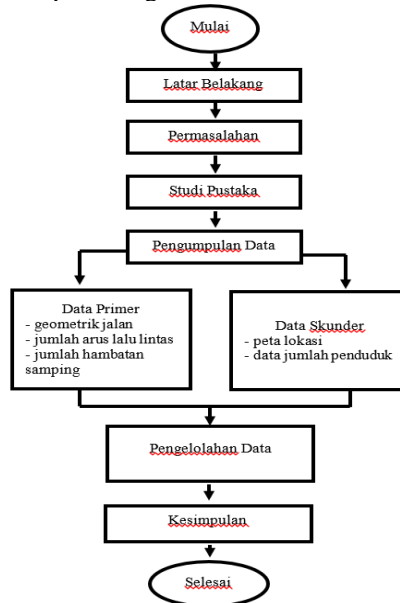 Mulai
Latar Belakang
Permasalahan
Studi Pustaka
Pengumpulan Data
Data Primer
- geometrik jalan
- jumlah arus lalu lintas
- jumlah hambatan
samping
Data Skunder
- peta lokasi
- data jumlah penduduk
Pengelolahan Data
Kesimpulan
Selesai